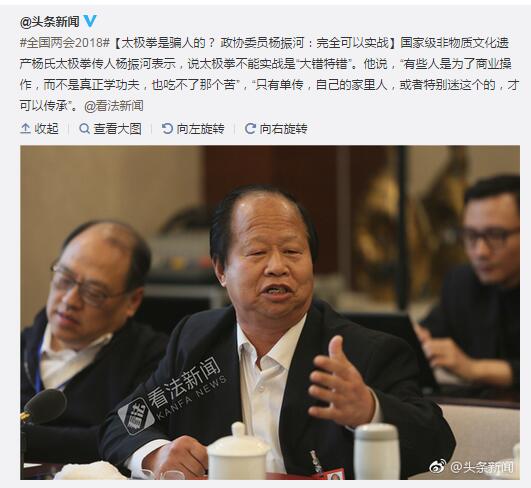 @头条新闻
#全国两会2018#【太极拳是骗人的？ 政协委员杨振河：完全可以实战】国家级非物质文化遗
产杨氏太极拳传人杨振河表示，说太极拳不能实战是“大错特错”。他说，“有些人是为了商业操
作，而不是真正学功夫，也吃不了那个苦”，“只有单传，自己的家里人，或者特别迷这个的，才
可以传承”。@看法新闻
收起 查看大图 向左旋转 向右旋转
看法 看法新闻
KANFA NEWS
@头条新闻